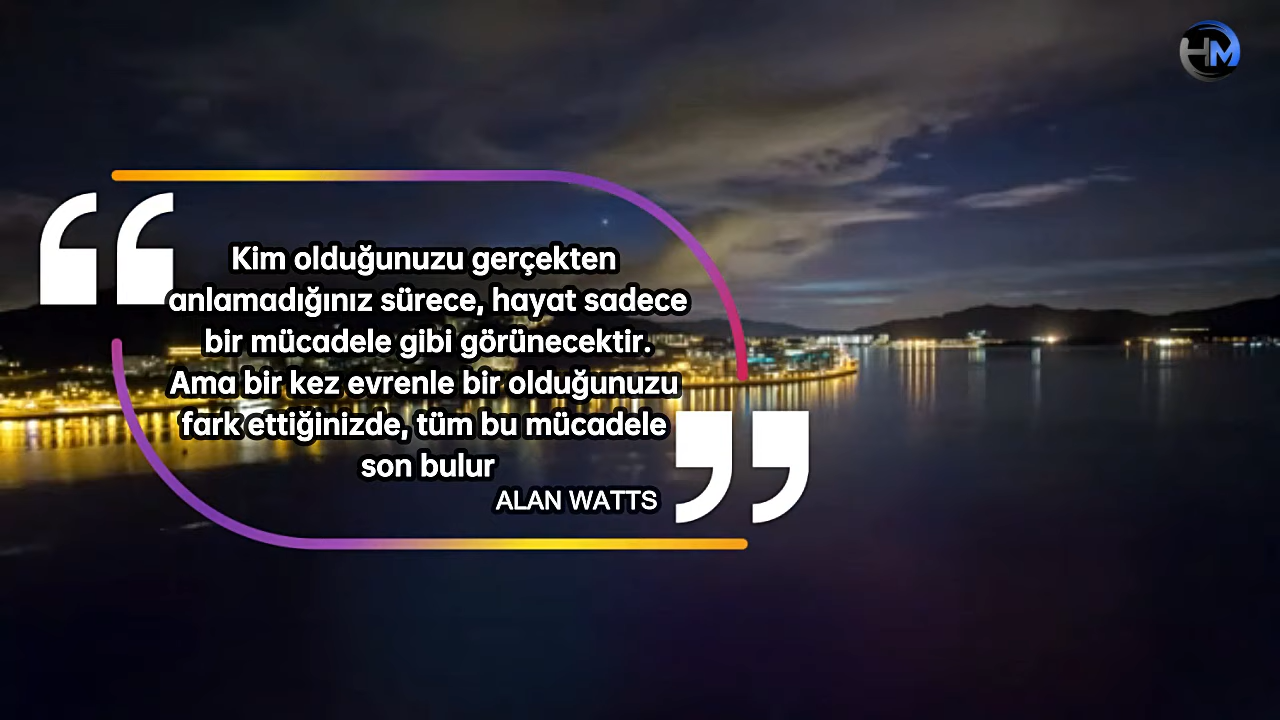 HM
Kim olduğunuzu gerçekten
anlamadığınız sürece, hayat sadece
bir mücadele gibi görünecektir.
Ama bir kez evrenle bir olduğunuzu
fark ettiğinizde, tüm bu mücadele
son bulur
ALAN WATTS